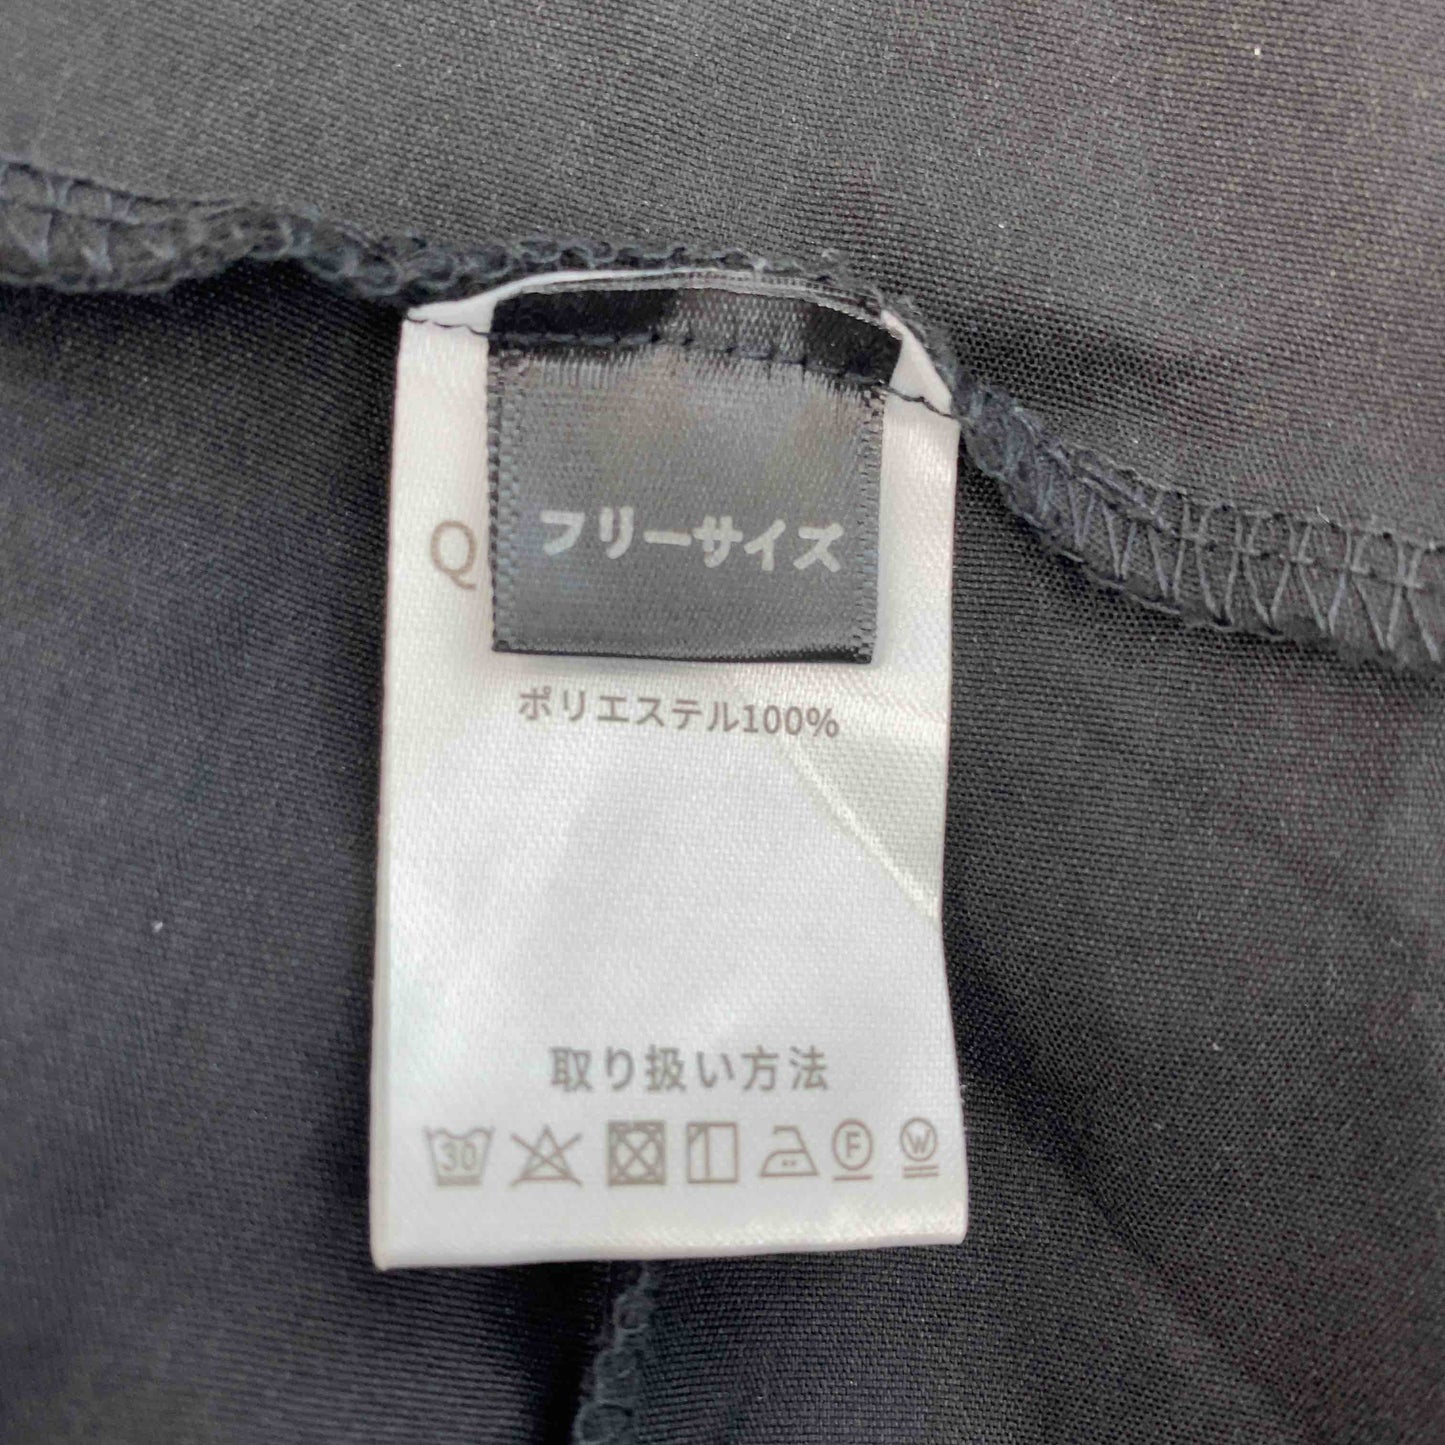 フリーサイズ
Q
ポリエステル100%
取り扱い方法
30 F W